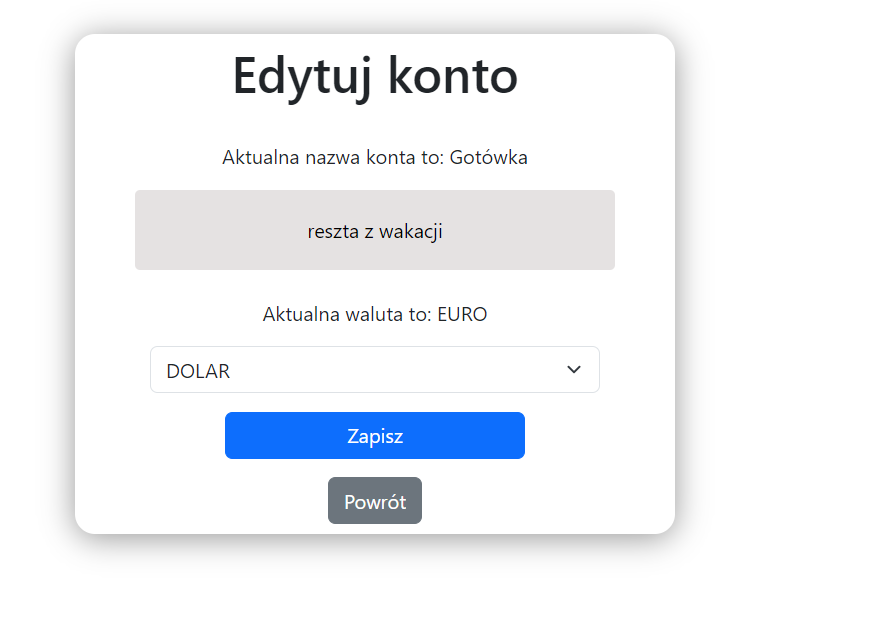 Edytuj konto
Aktualna nazwa konta to: Gotówka
reszta z wakacji
Aktualna waluta to: EURO
DOLAR
Zapisz
Powrót